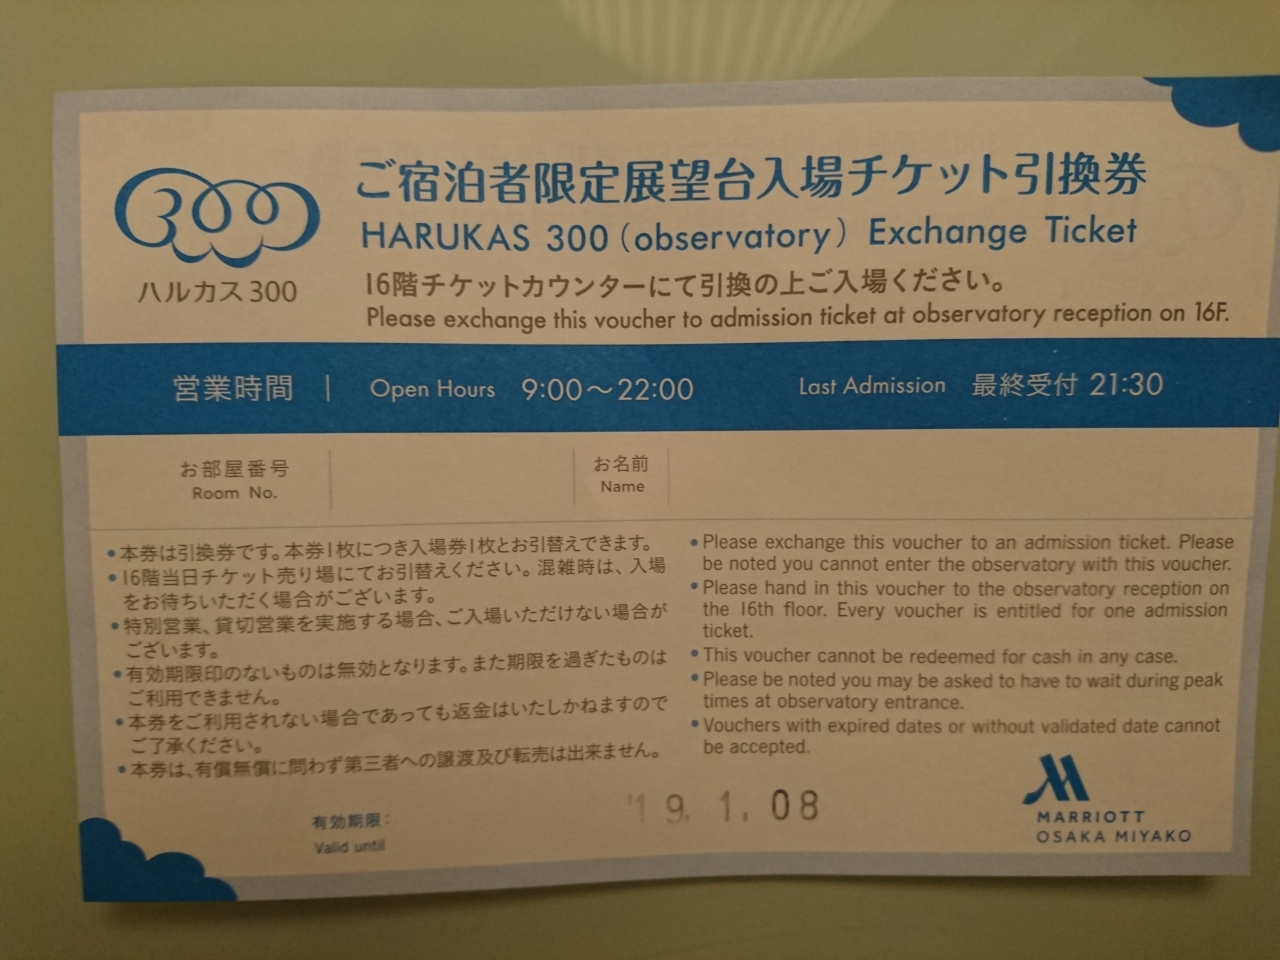 300
ハルカス300
ご宿泊者限定展望台入場チケット引換券
HARUKAS 300 (observatory) Exchange Ticket
16階チケットカウンターにて引換の上ご入場ください。
Please exchange this voucher to admission ticket at observatory reception on 16F.
営業時間 | Open Hours 9:00〜22:00 Last Admission 最終受付 21:30
お部屋番号
Room No.
お名前
Name
•本券は引換券です。本券1枚につき入場券1枚とお引替えできます。
•16階当日チケット売り場にてお引替えください。混雑時は、入場
をお待ちいただく場合がございます。
•特別営業、貸切営業を実施する場合、ご入場いただけない場合が
ございます。
•有効期限印のないものは無効となります。また期限を過ぎたものは
ご利用できません。
•本券をご利用されない場合であっても返金はいたしかねますので
ご了承ください。
•本券は、有償無償に問わず第三者への譲渡及び転売は出来ません。
•Please exchange this voucher to an admission ticket. Please
be noted you cannot enter the observatory with this voucher.
•Please hand in this voucher to the observatory reception on
the 16th floor. Every voucher is entitled for one admission
ticket.
•This voucher cannot be redeemed for cash in any case.
•Please be noted you may be asked to have to wait during peak
times at observatory entrance.
•Vouchers with expired dates or without validated date cannot
be accepted.
有効期限:
Valid until
'19. 1. 08
MARRIOTT
OSAKA MIYAKO